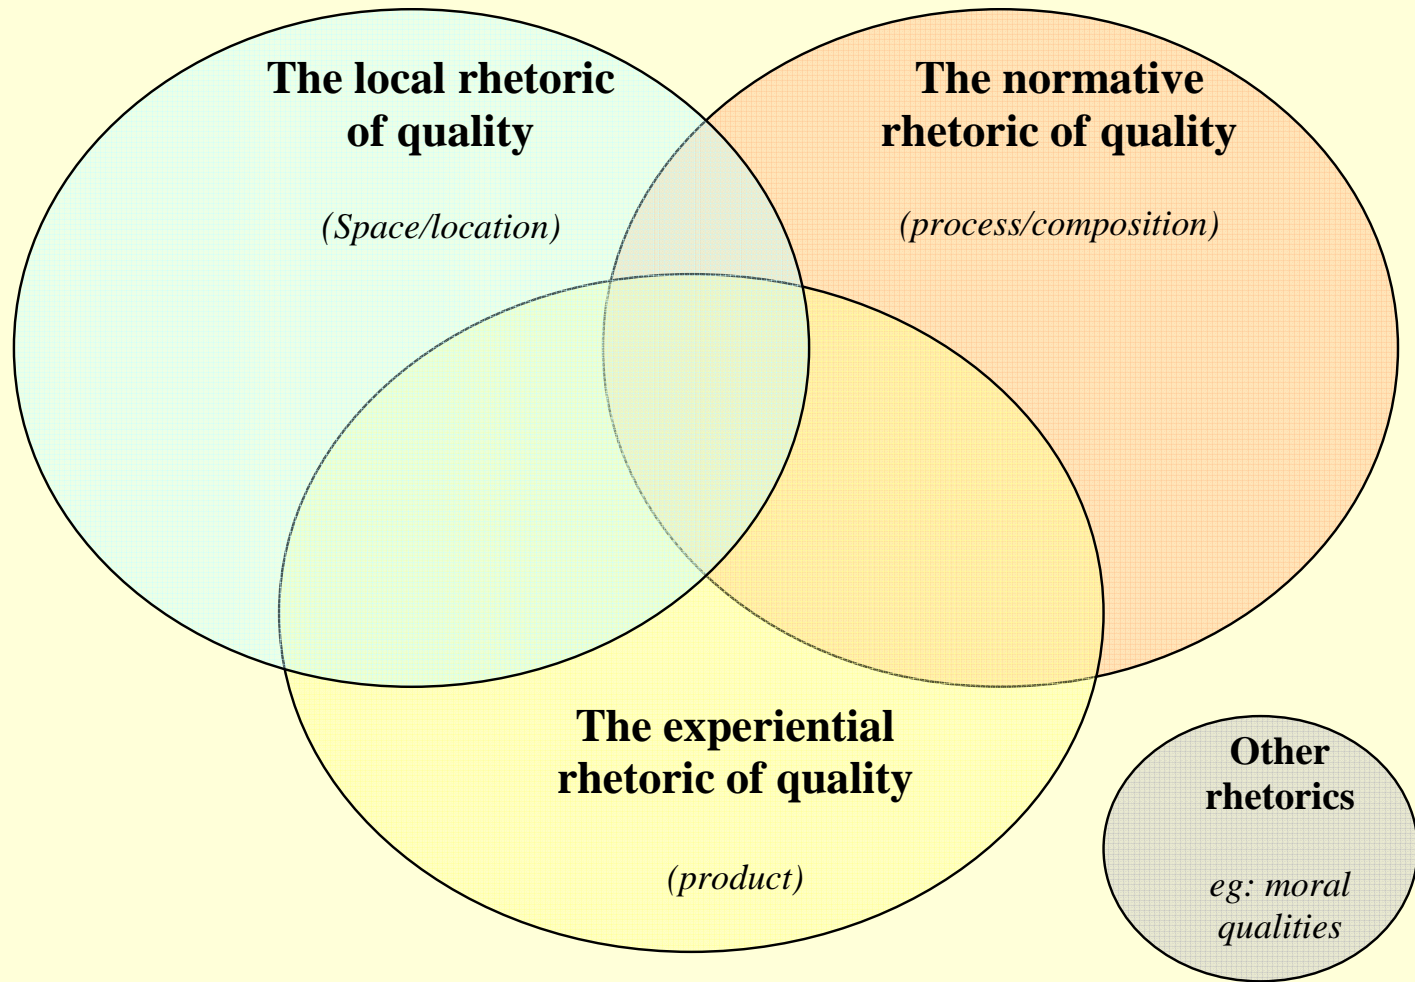 The local rhetoric
of quality
(Space/location)
The normative
rhetoric of quality
(process/composition)
The experiential
rhetoric of quality
(product)
Other
rhetorics
eg: moral
qualities